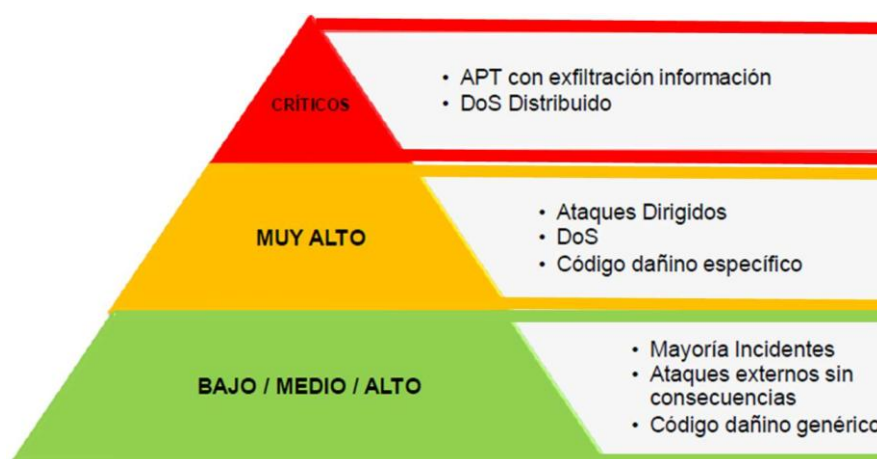 CRÍTICOS
• APT con exfiltración información
• DoS Distribuido
MUY ALTO
• Ataques Dirigidos
• DoS
• Código dañino específico
BAJO / MEDIO / ALTO
• Mayoría Incidentes
• Ataques externos sin
consecuencias
• Código dañino genérico